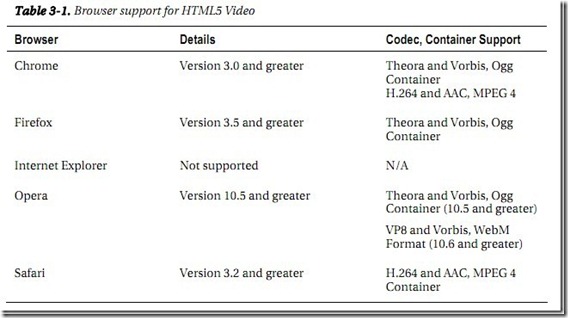 Table 3-1. Browser support for HTML5 Video
Browser Details Codec, Container Support
Chrome Version 3.0 and greater Theora and Vorbis, Ogg
Container
H.264 and AAC, MPEG 4
Firefox Version 3.5 and greater Theora and Vorbis, Ogg
Container
Internet Explorer Not supported N/A
Opera Version 10.5 and greater Theora and Vorbis, Ogg
Container (10.5 and greater)
VP8 and Vorbis, WebM
Format (10.6 and greater)
Safari Version 3.2 and greater H.264 and AAC, MPEG 4
Container